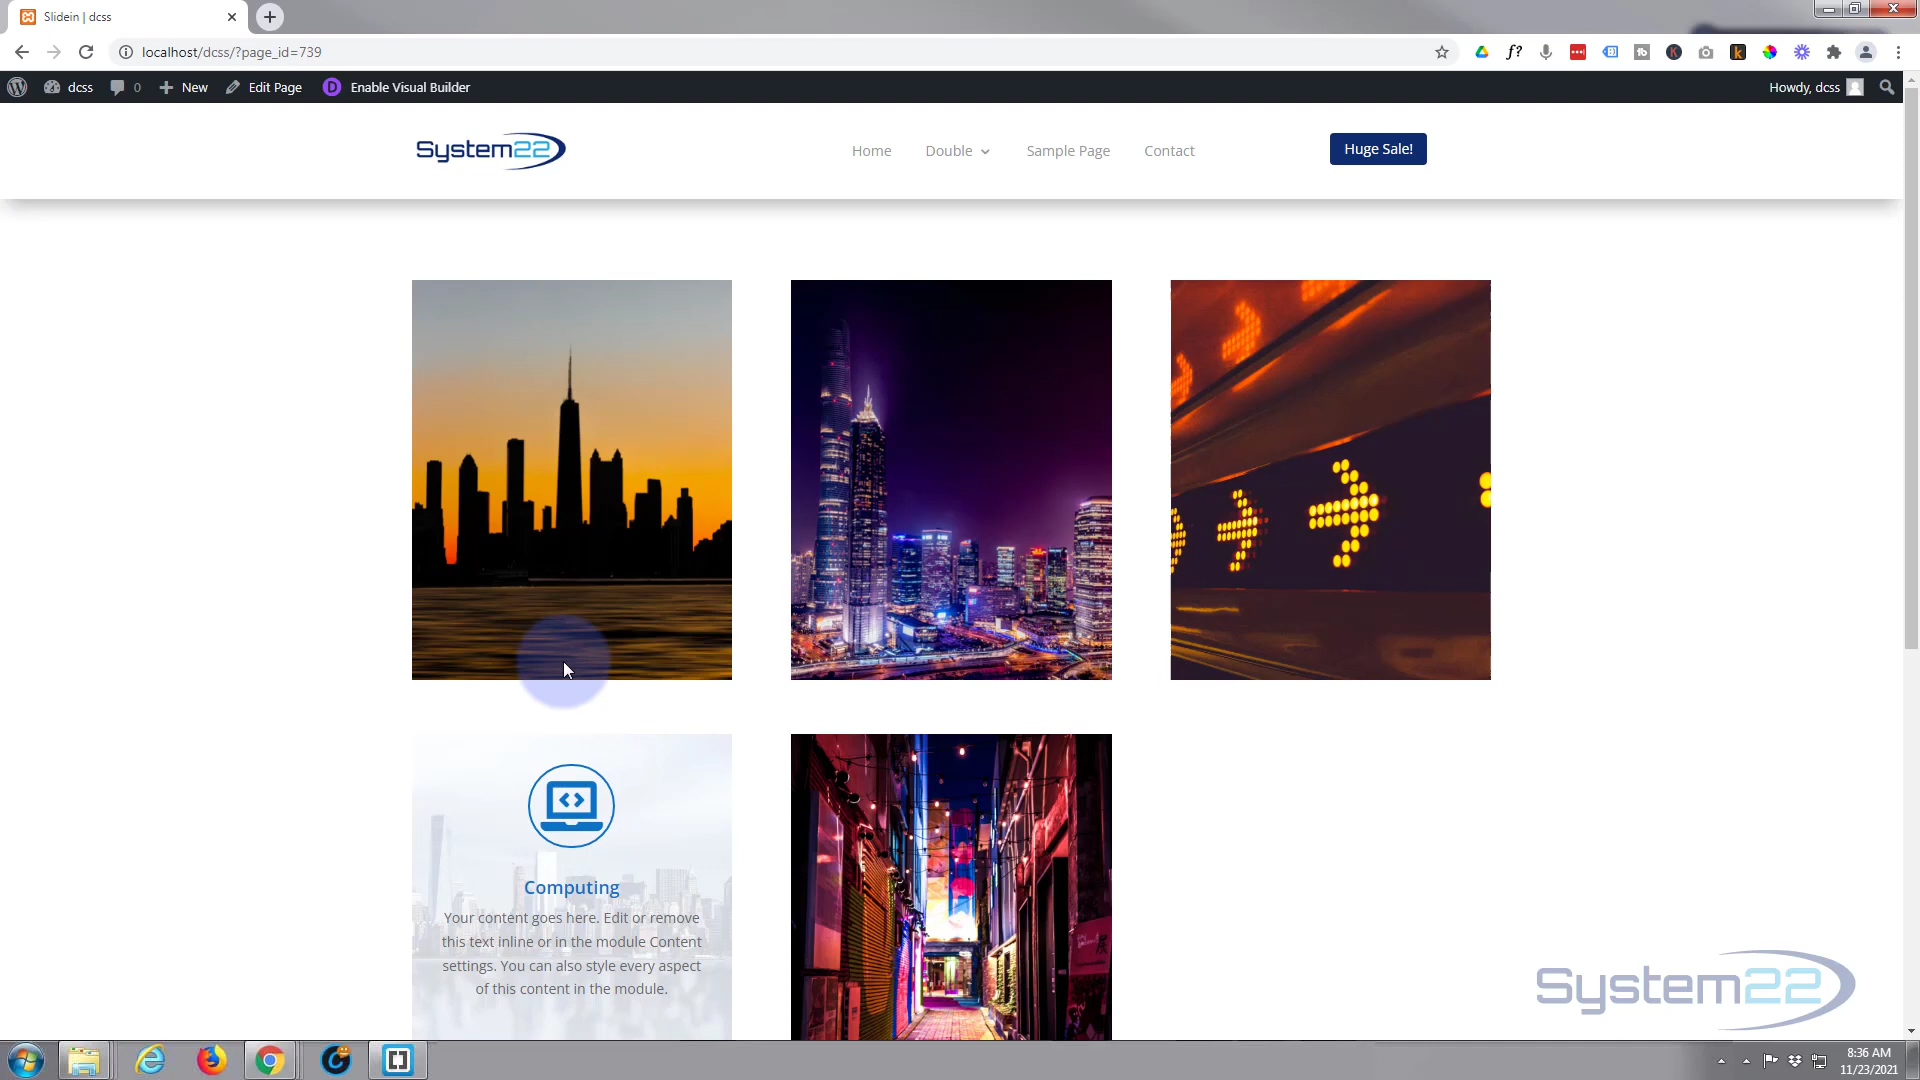 Slidein | dcss
localhost/dcss/?page_id=739
dcss
0
New
Edit Page
D
Enable Visual Builder
Howdy, dcss
System22
Home
Double
Sample Page
Contact
Huge Sale!
Computing
Your content goes here. Edit or remove
this text inline or in the module Content
settings. You can also style every aspect
of this content in the module.
System22
8:36 AM
11/23/2021